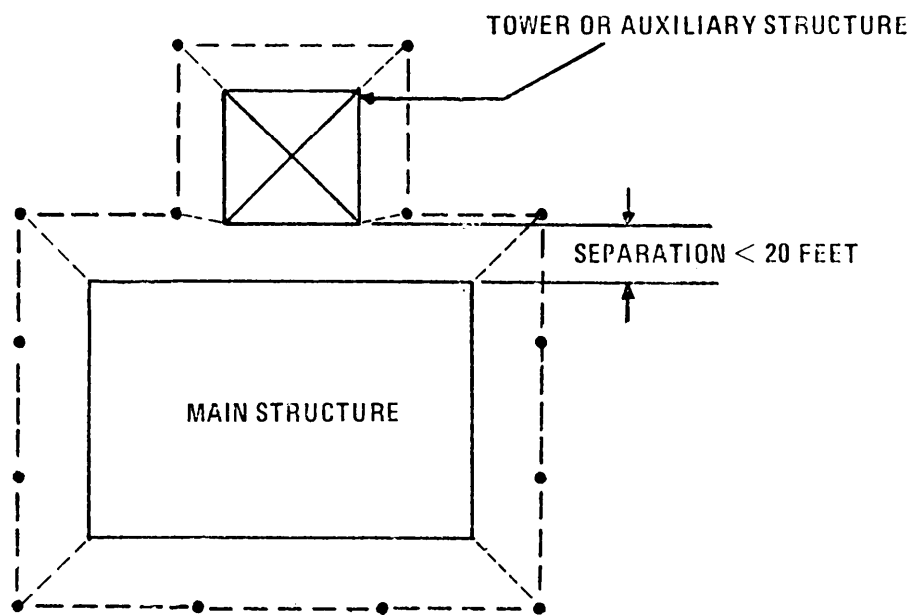 TOWER OR AUXILIARY STRUCTURE
SEPARATION < 20 FEET
MAIN STRUCTURE